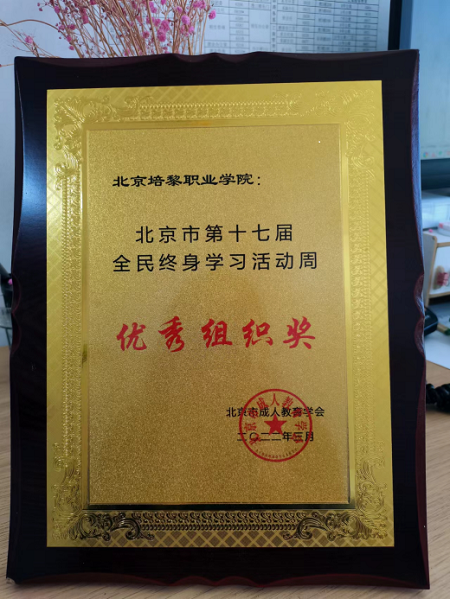 北京培黎职业学院：
北京市第十七届
全民终身学习活动周
优秀组织奖
北京市成人教育学会
二〇二二年三月